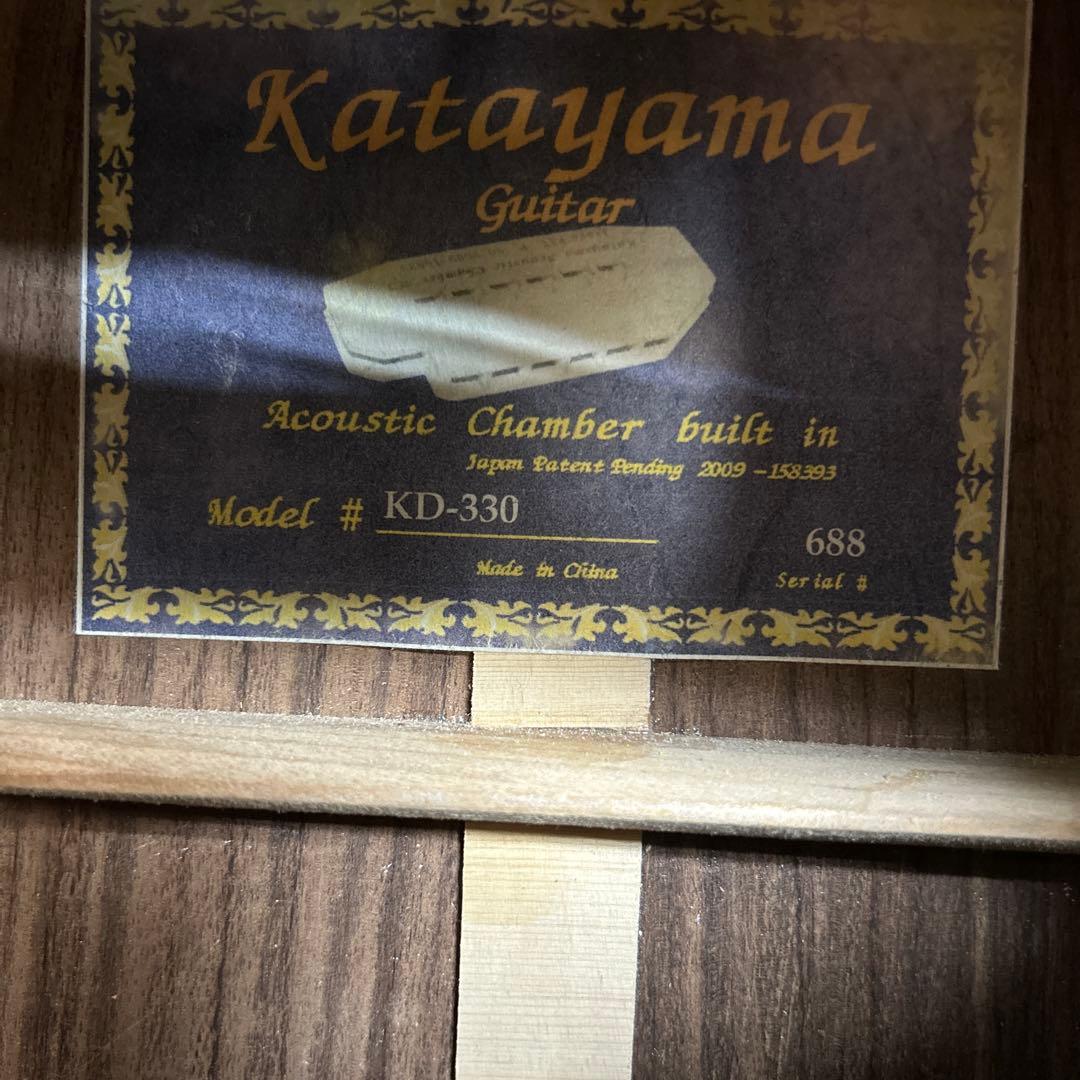 Katayama
Guitar
Acoustic Chamber built in
Japan Patent Pending 2009-158393
Model # KD-330
688
Made in China
Serial #